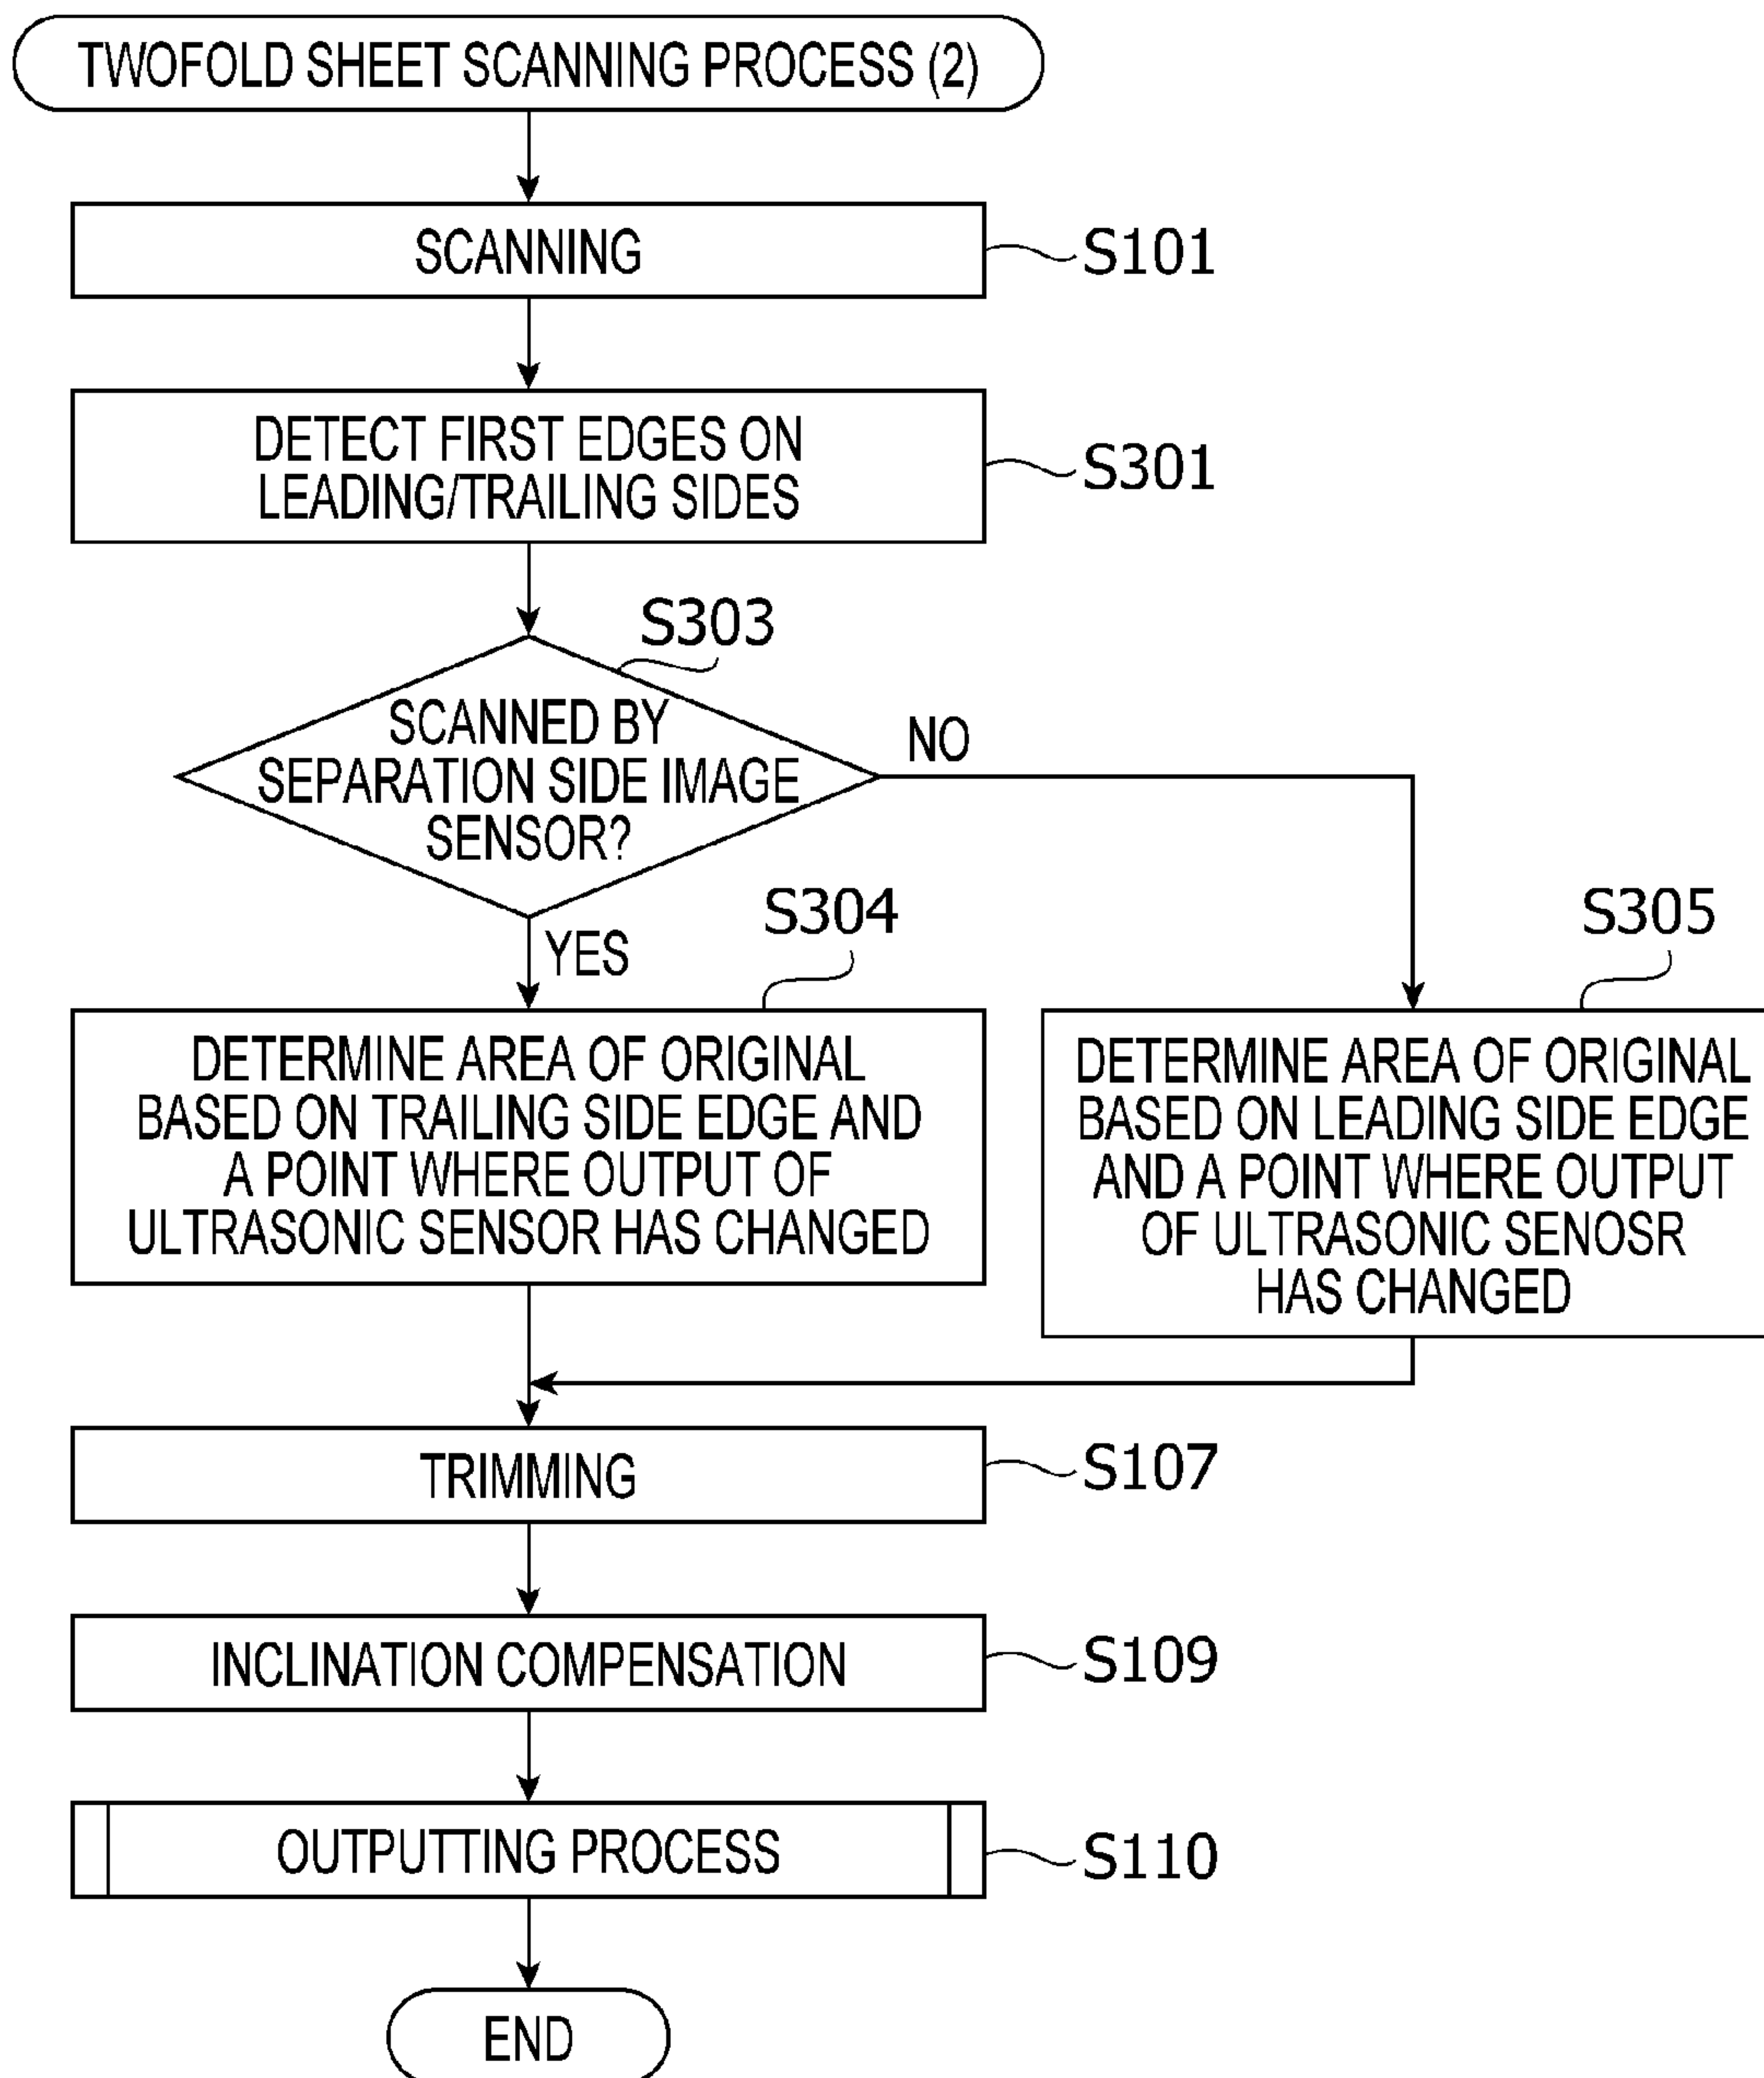 TWOFOLD SHEET SCANNING PROCESS (2)
SCANNING
S101
DETECT FIRST EDGES ON
LEADING/TRAILING SIDES
S301
S303
SCANNED BY
SEPARATION SIDE IMAGE
SENSOR?
NO
YES
S304
DETERMINE AREA OF ORIGINAL
BASED ON TRAILING SIDE EDGE AND
A POINT WHERE OUTPUT OF
ULTRASONIC SENSOR HAS CHANGED
S305
DETERMINE AREA OF ORIGINAL
BASED ON LEADING SIDE EDGE
AND A POINT WHERE OUTPUT
OF ULTRASONIC SENOSR
HAS CHANGED
TRIMMING
S107
INCLINATION COMPENSATION
S109
OUTPUTTING PROCESS
S110
END